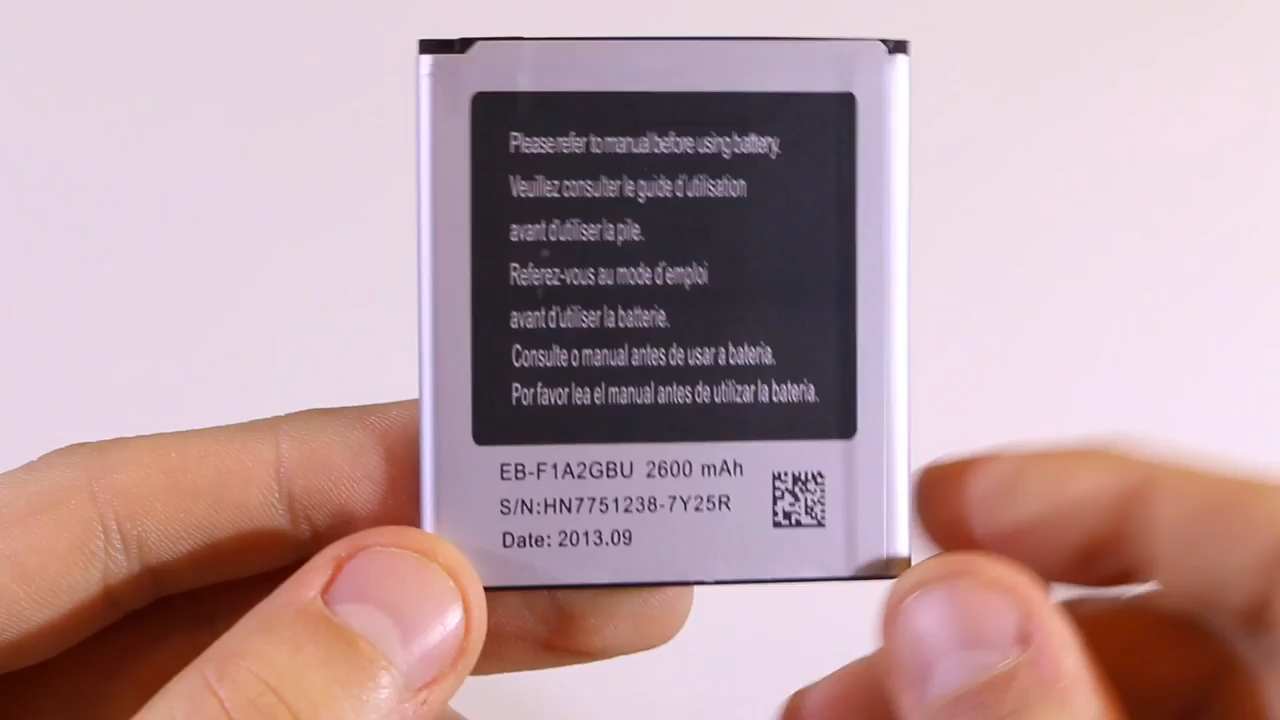 Please refer to manual before using battery.
Veuillez consulter le guide d'utilisation
avant d'utiliser la pile.
Referez-vous au mode d'emploi
avant d'utiliser la batterie.
Consulte o manual antes de usar a bateria.
Por favor lea el manual antes de utilizar la bateria.
EB-F1A2GBU 2600 mAh
S/N:HN7751238-7Y25R
Date: 2013.09